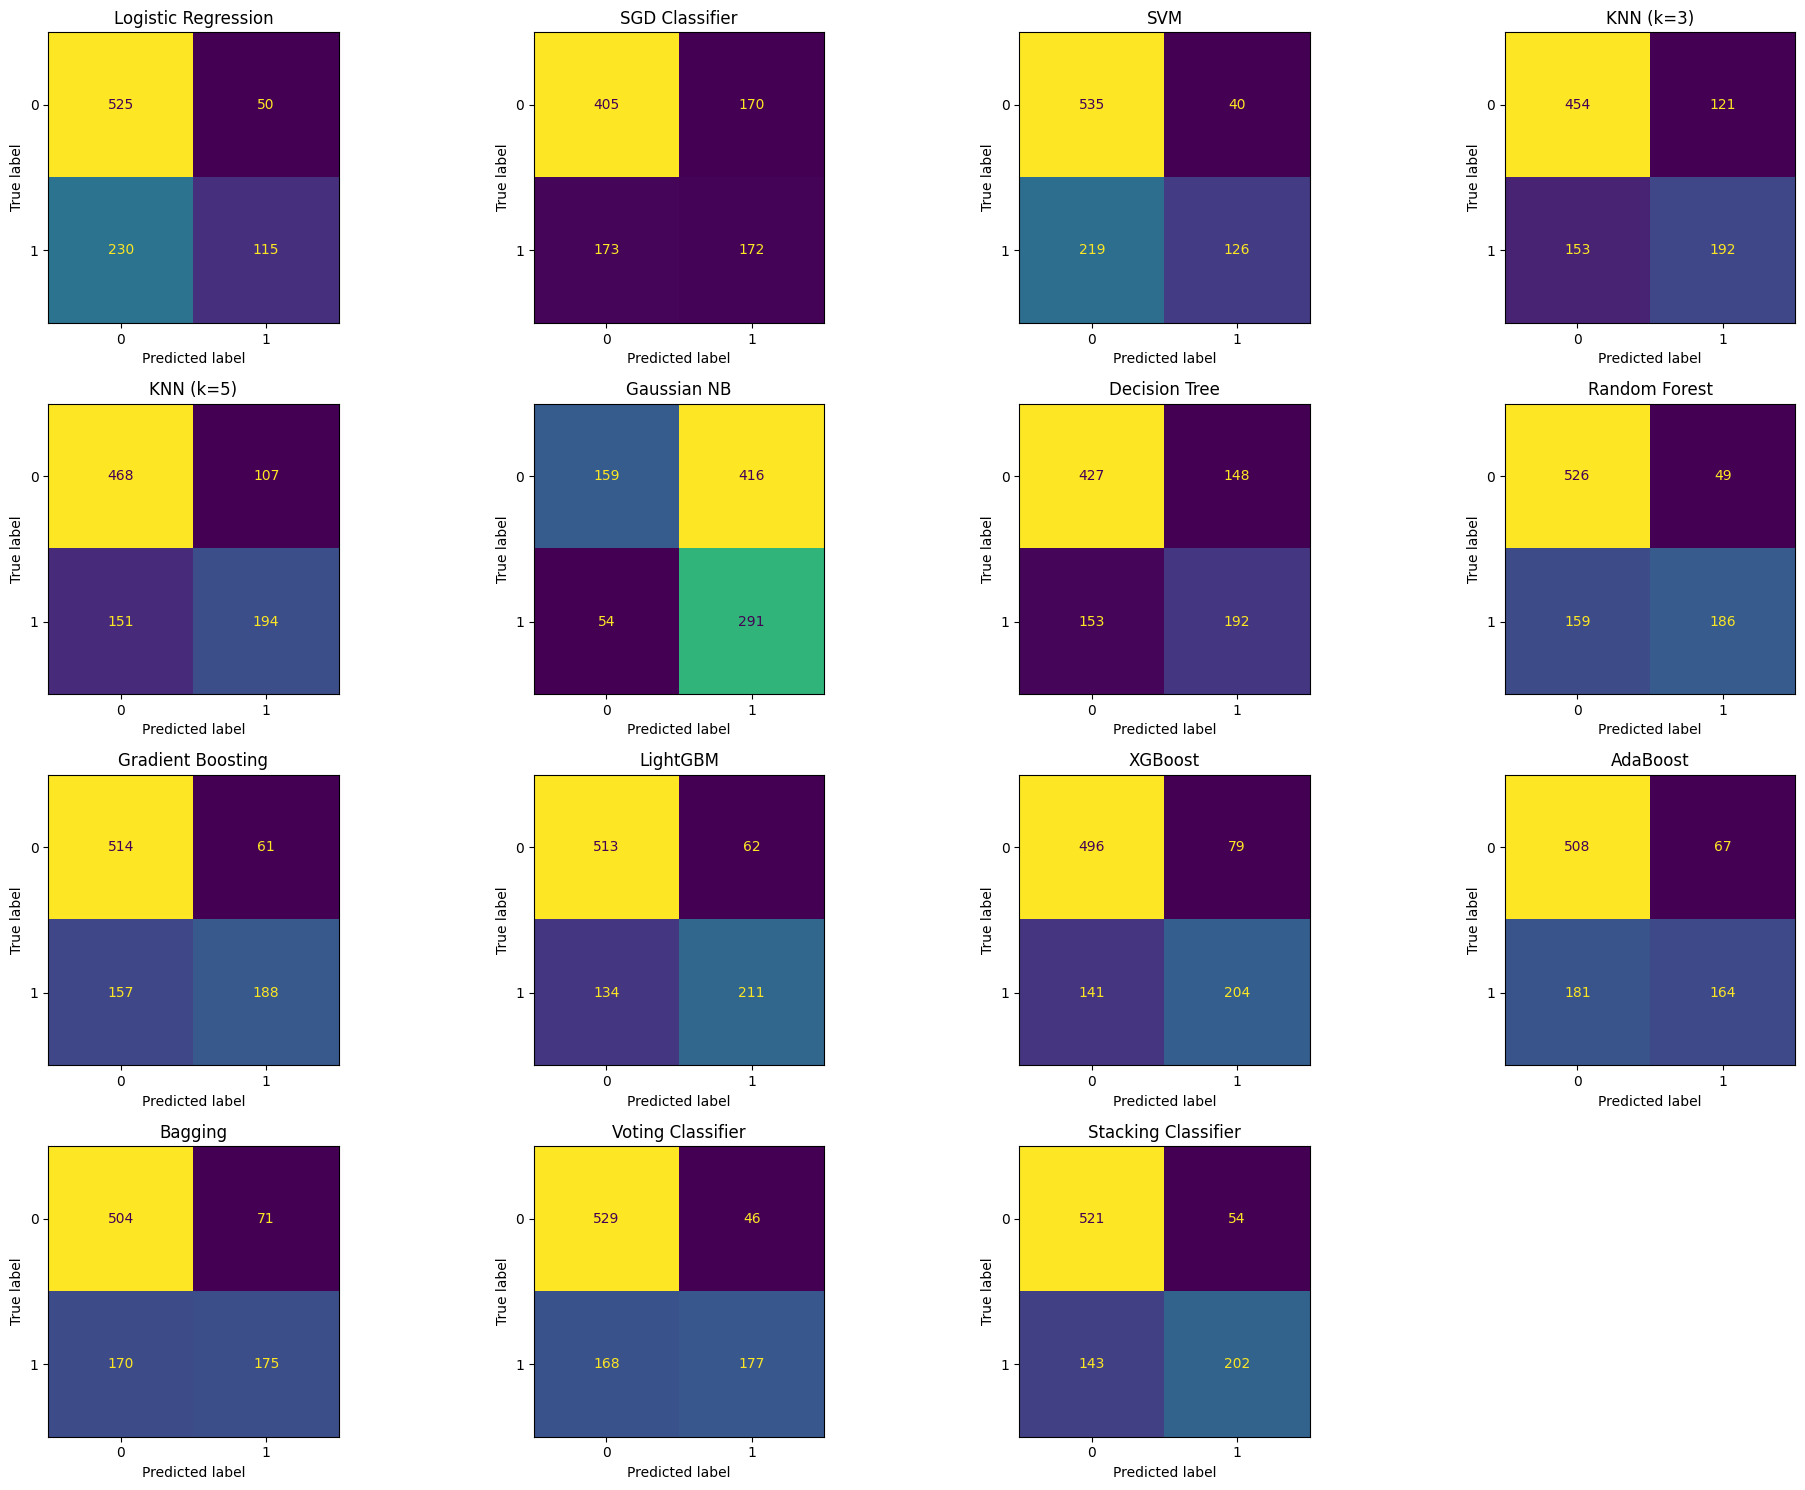 Logistic Regression
0
525
50
True label
1
230
115
0
1
Predicted label
SGD Classifier
0
405
170
True label
1
173
172
0
1
Predicted label
SVM
0
535
40
True label
1
219
126
0
1
Predicted label
KNN (k=3)
0
454
121
True label
1
153
192
0
1
Predicted label
KNN (k=5)
0
468
107
True label
1
151
194
0
1
Predicted label
Gaussian NB
0
159
416
True label
1
54
291
0
1
Predicted label
Decision Tree
0
427
148
True label
1
153
192
0
1
Predicted label
Random Forest
0
526
49
True label
1
159
186
0
1
Predicted label
Gradient Boosting
0
514
61
True label
1
157
188
0
1
Predicted label
LightGBM
0
513
62
True label
1
134
211
0
1
Predicted label
XGBoost
0
496
79
True label
1
141
204
0
1
Predicted label
AdaBoost
0
508
67
True label
1
181
164
0
1
Predicted label
Bagging
0
504
71
True label
1
170
175
0
1
Predicted label
Voting Classifier
0
529
46
True label
1
168
177
0
1
Predicted label
Stacking Classifier
0
521
54
True label
1
143
202
0
1
Predicted label